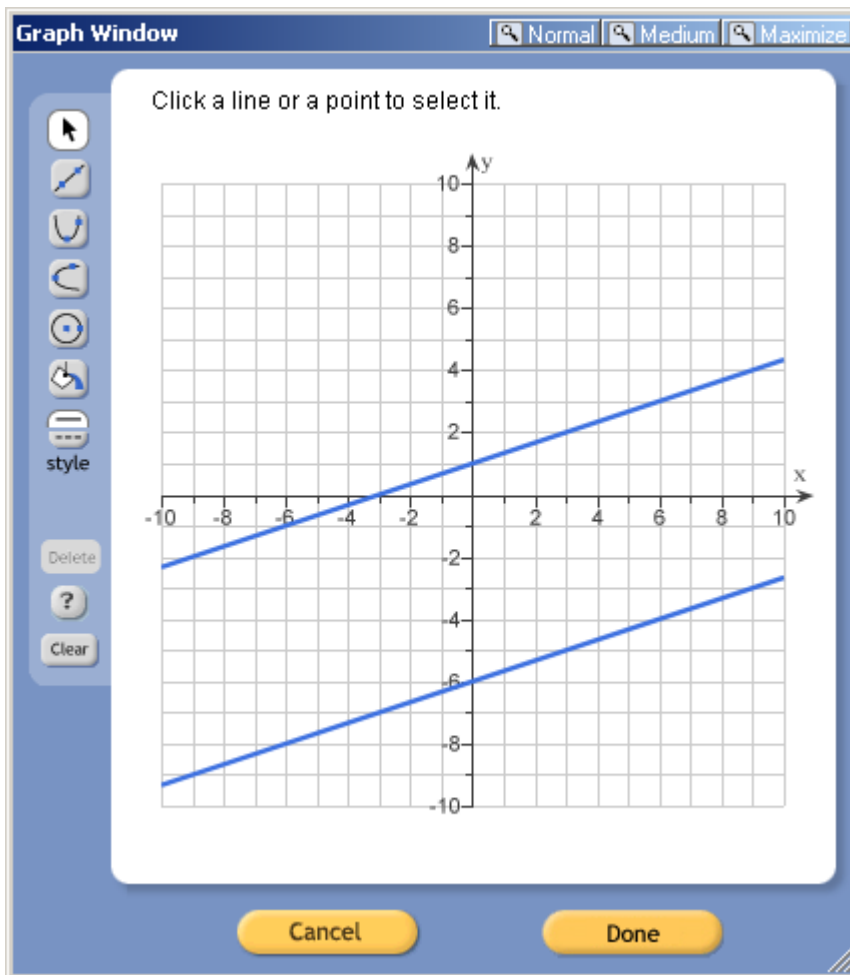 Graph Window Normal Medium Maximize
Click a line or a point to select it.
y
10
8
6
4
2
x
-10 -8 -6 -4 -2 2 4 6 8 10
-2
-4
-6
-8
-10
style
Delete
?
Clear
Cancel Done